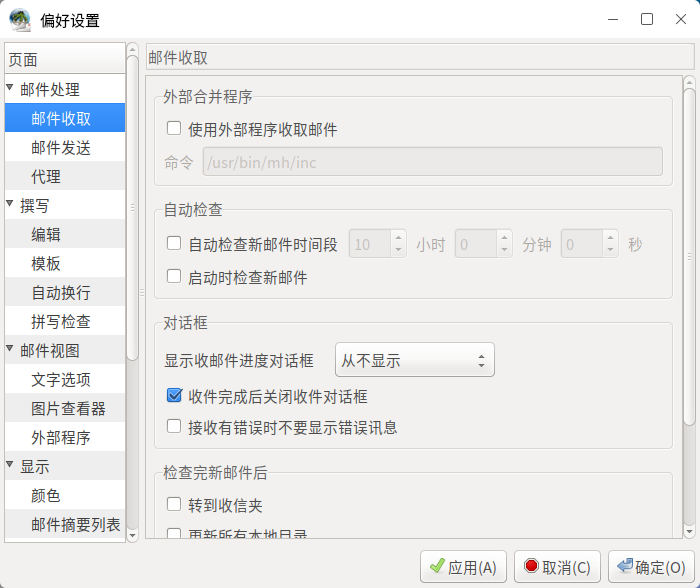 偏好设置
页面
邮件处理
邮件收取
邮件发送
代理
撰写
编辑
模板
自动换行
拼写检查
邮件视图
文字选项
图片查看器
外部程序
显示
颜色
邮件摘要列表
邮件收取
外部合并程序
使用外部程序收取邮件
命令 /usr/bin/mh/inc
自动检查
自动检查新邮件时间段 10 小时 0 分钟 0 秒
启动时检查新邮件
对话框
显示收邮件进度对话框 从不显示
收件完成后关闭收件对话框
接收有错误时不要显示错误讯息
检查完新邮件后
转到收信夹
更新所有本地目录
应用(A) 取消(C) 确定(O)